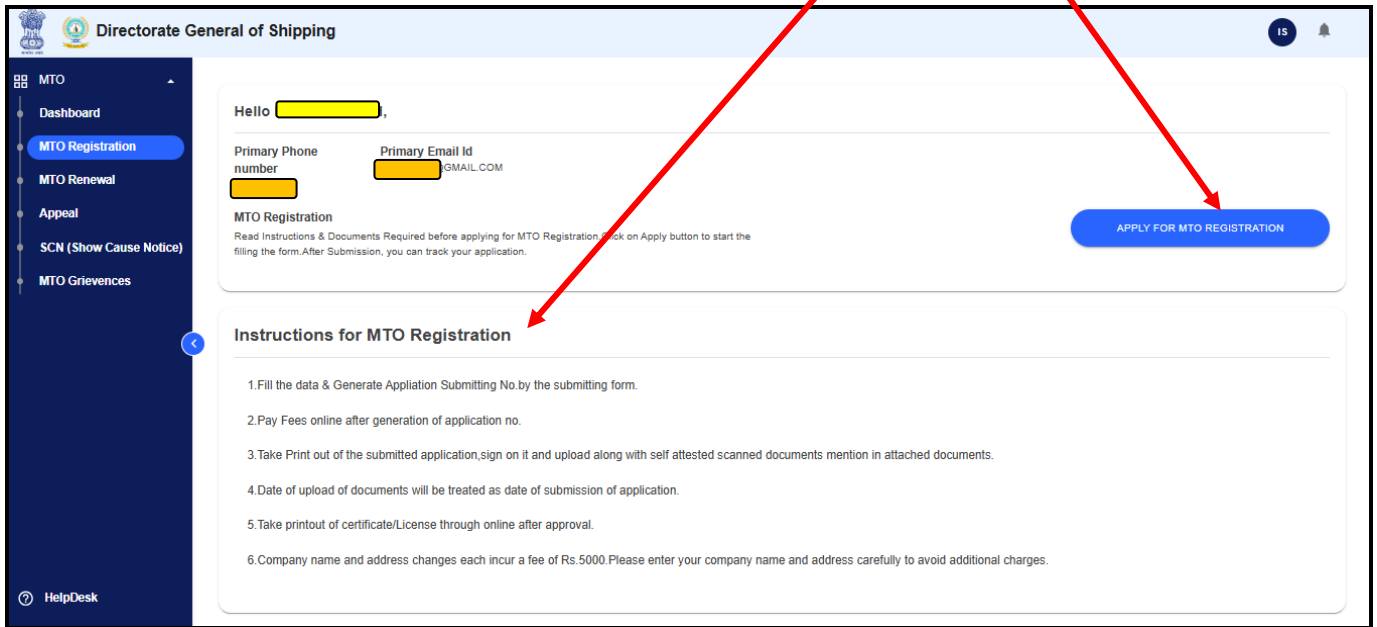 Directorate General of Shipping
IS
MTO
Dashboard
MTO Registration
MTO Renewal
Appeal
SCN (Show Cause Notice)
MTO Grievences
HelpDesk
Hello ,
Primary Phone
number
Primary Email Id
GMAIL.COM
MTO Registration
Read Instructions & Documents Required before applying for MTO Registration.Click on Apply button to start the
filling the form.After Submission, you can track your application.
APPLY FOR MTO REGISTRATION
Instructions for MTO Registration
1.Fill the data & Generate Appliation Submitting No.by the submitting form.
2.Pay Fees online after generation of application no.
3.Take Print out of the submitted application,sign on it and upload along with self attested scanned documents mention in attached documents.
4.Date of upload of documents will be treated as date of submission of application.
5.Take printout of certificate/License through online after approval.
6.Company name and address changes each incur a fee of Rs.5000.Please enter your company name and address carefully to avoid additional charges.